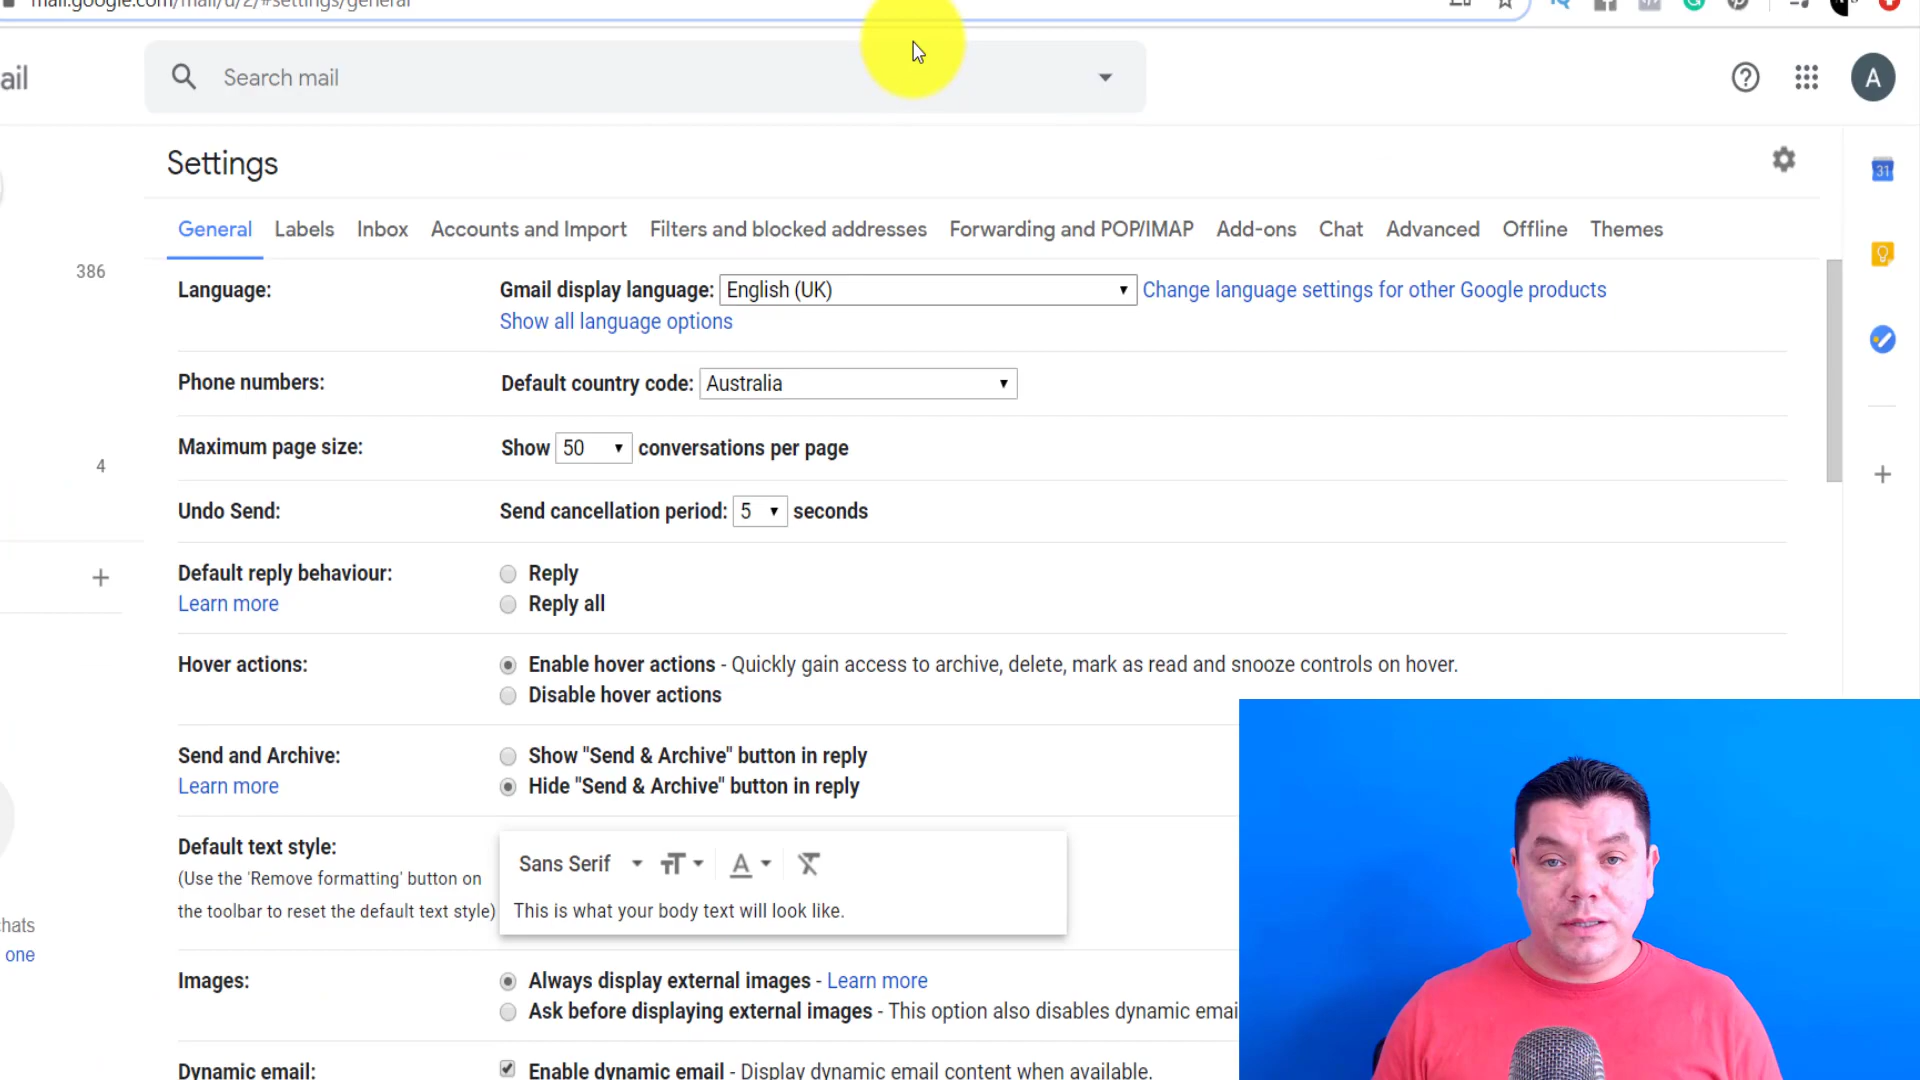 mail.google.com/mail/u/2/#settings/general
ail
Search mail
A
Settings
31
General Labels Inbox Accounts and Import Filters and blocked addresses Forwarding and POP/IMAP Add-ons Chat Advanced Offline Themes
386
Language:
Gmail display language: English (UK) Change language settings for other Google products
Show all language options
Phone numbers:
Default country code: Australia
Maximum page size:
Show 50 conversations per page
4
Undo Send:
Send cancellation period: 5 seconds
Default reply behaviour:
Learn more
Reply
Reply all
Hover actions:
Enable hover actions - Quickly gain access to archive, delete, mark as read and snooze controls on hover.
Disable hover actions
Send and Archive:
Learn more
Show "Send & Archive" button in reply
Hide "Send & Archive" button in reply
Default text style:
(Use the 'Remove formatting' button on
the toolbar to reset the default text style)
Sans Serif
This is what your body text will look like.
hats
one
Images:
Always display external images - Learn more
Ask before displaying external images - This option also disables dynamic emai
Dynamic email:
Enable dynamic email - Display dynamic email content when available.